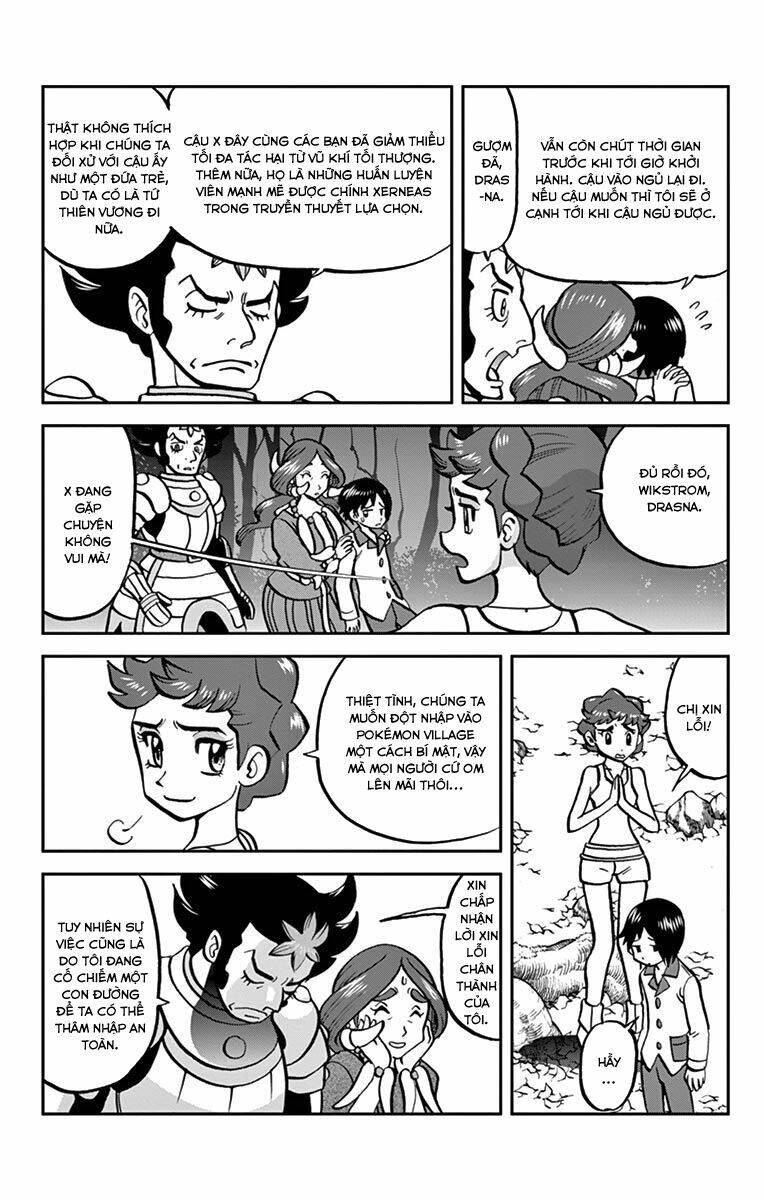 VẪN CÒN CHÚT THỜI GIAN
TRƯỚC KHI TỚI GIỜ KHỞI
HÀNH. CẬU VÀO NGỦ LẠI ĐI.
NẾU CẬU MUỐN THÌ TÔI SẼ Ở
CẠNH TỚI KHI CẬU NGỦ ĐƯỢC.
GƯỢM
ĐÃ,
DRAS
-NA.
CẬU X ĐÂY CÙNG CÁC BẠN ĐÃ GIẢM THIỂU
TỐI ĐA TÁC HẠI TỪ VŨ KHÍ TỐI THƯỢNG.
THÊM NỮA, HỌ LÀ NHỮNG HUẤN LUYỆN
VIÊN MẠNH MẼ ĐƯỢC CHÍNH XERNEAS
TRONG TRUYỀN THUYẾT LỰA CHỌN.
THẬT KHÔNG THÍCH
HỢP KHI CHÚNG TA
ĐỐI XỬ VỚI CẬU ẤY
NHƯ MỘT ĐỨA TRẺ,
DÙ TA CÓ LÀ TỨ
THIÊN VƯƠNG ĐI
NỮA.
ĐỦ RỒI ĐÓ,
WIKSTROM,
DRASNA.
X ĐANG
GẶP
CHUYỆN
KHÔNG
VUI MÀ!
CHỊ XIN
LỖI!
HẦY
...
THIỆT TÌNH, CHÚNG TA
MUỐN ĐỘT NHẬP VÀO
POKÉMON VILLAGE
MỘT CÁCH BÍ MẬT, VẬY
MÀ MỌI NGƯỜI CỨ OM
LÊN MÃI THÔI...
XIN
CHẤP
NHẬN
LỜI XIN
LỖI
CHÂN
THÀNH
CỦA
TÔI.
TUY NHIÊN SỰ
VIỆC CŨNG LÀ
DO TÔI ĐANG
CỐ CHIẾM MỘT
CON ĐƯỜNG
ĐỂ TA CÓ THỂ
THÂM NHẬP AN
TOÀN.